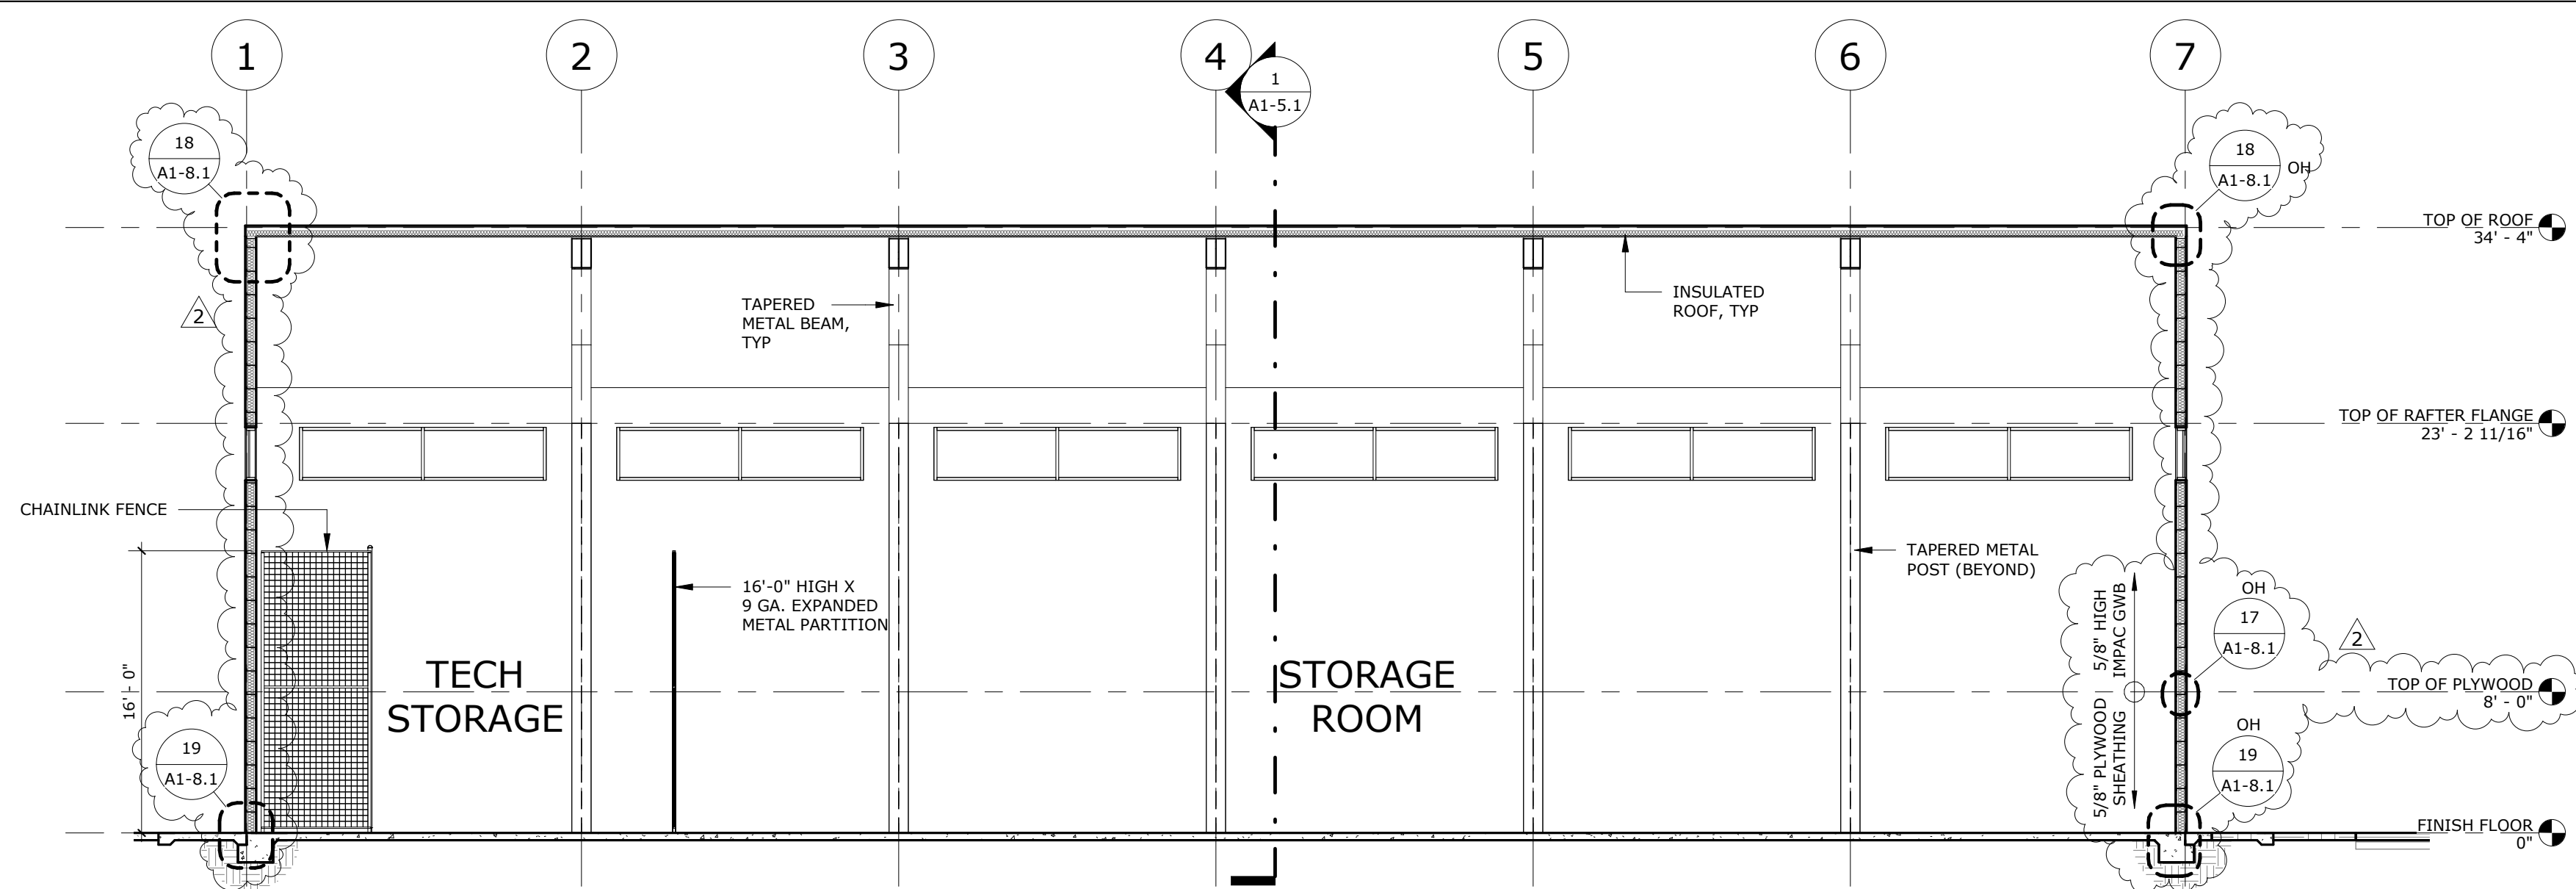 1
2
3
4
5
6
7
1
A1-5.1
18
A1-8.1
18
A1-8.1
OH
TOP OF ROOF
34' - 4"
2
TAPERED
METAL BEAM,
TYP
INSULATED
ROOF, TYP
TOP OF RAFTER FLANGE
23' - 2 11/16"
CHAINLINK FENCE
16'-0" HIGH X
9 GA. EXPANDED
METAL PARTITION
TAPERED METAL
POST (BEYOND)
16' - 0"
TECH
STORAGE
STORAGE
ROOM
5/8" HIGH
IMPAC GWB
5/8" PLYWOOD
SHEATHING
OH
17
A1-8.1
2
TOP OF PLYWOOD
8' - 0"
19
A1-8.1
OH
19
A1-8.1
FINISH FLOOR
0"